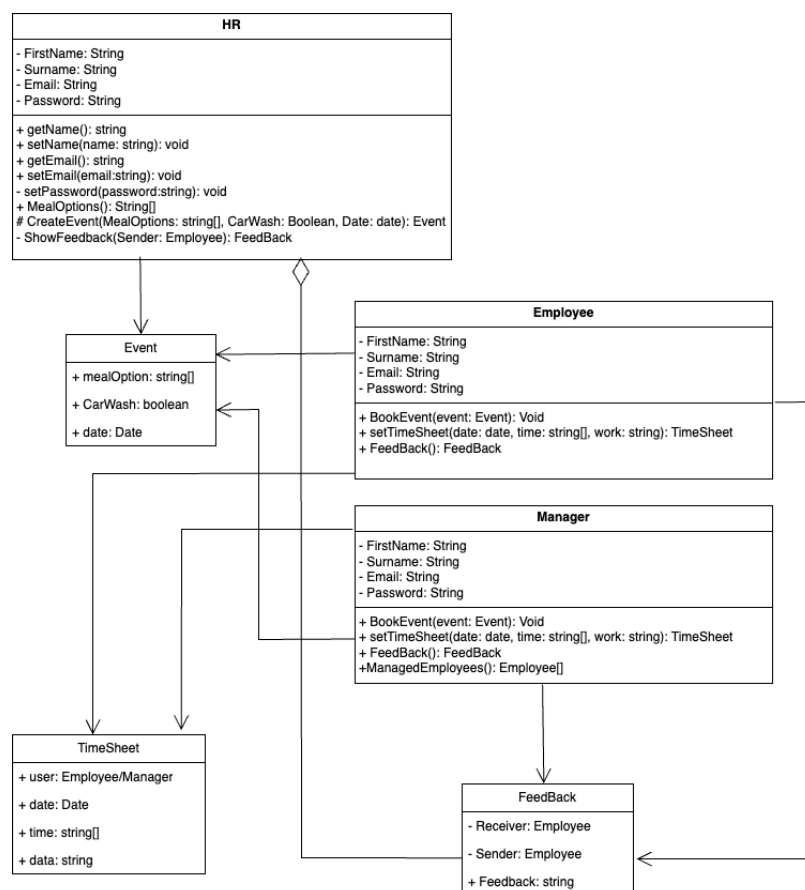 HR
- FirstName: String
- Surname: String
- Email: String
- Password: String
+ getName(): string
+ setName(name: string): void
+ getEmail(): string
+ setEmail(email:string): void
- setPassword(password:string): void
+ MealOptions(): String[]
# CreateEvent(MealOptions: string[], CarWash: Boolean, Date: date): Event
- ShowFeedback(Sender: Employee): FeedBack
Event
+ mealOption: string[]
+ CarWash: boolean
+ date: Date
Employee
- FirstName: String
- Surname: String
- Email: String
- Password: String
+ BookEvent(event: Event): Void
+ setTimeSheet(date: date, time: string[], work: string): TimeSheet
+ FeedBack(): FeedBack
Manager
- FirstName: String
- Surname: String
- Email: String
- Password: String
+ BookEvent(event: Event): Void
+ setTimeSheet(date: date, time: string[], work: string): TimeSheet
+ FeedBack(): FeedBack
+ManagedEmployees(): Employee[]
TimeSheet
+ user: Employee/Manager
+ date: Date
+ time: string[]
+ data: string
FeedBack
- Receiver: Employee
- Sender: Employee
+ Feedback: string